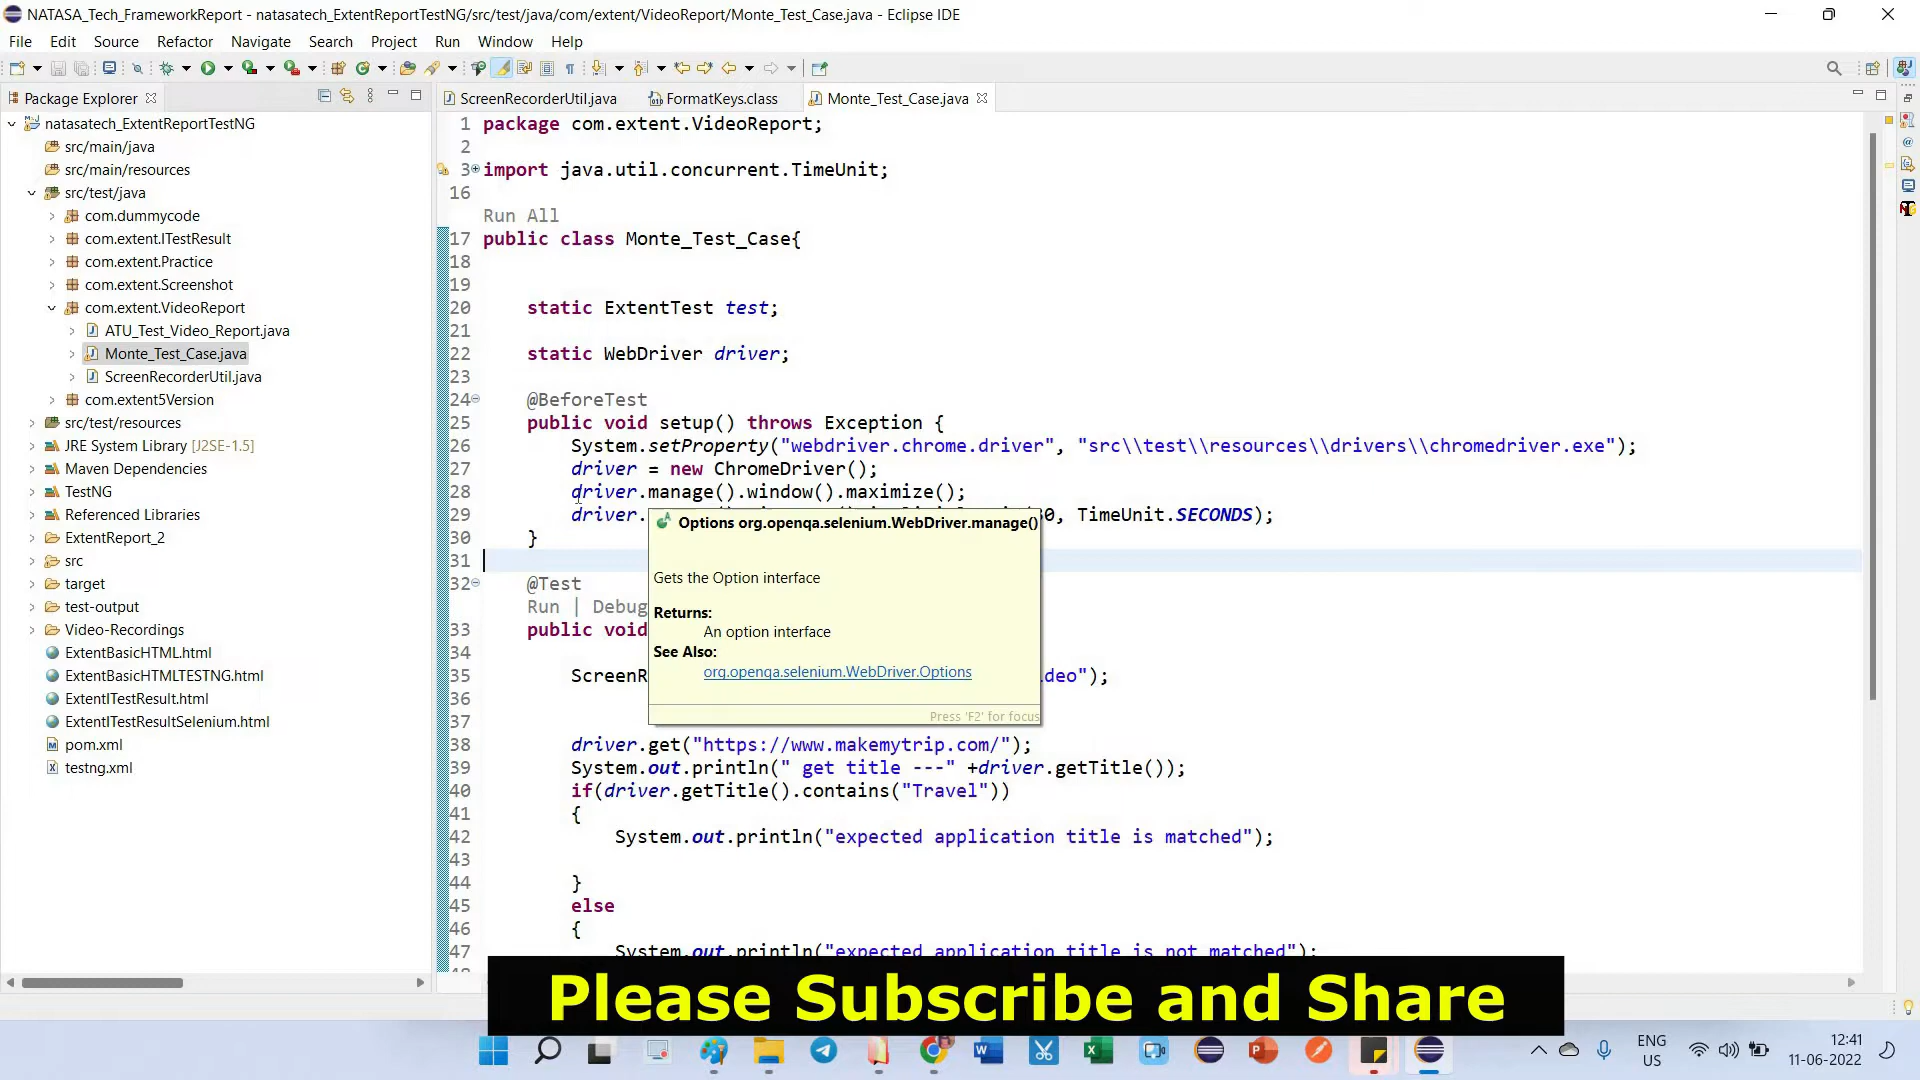 NATASA_Tech_FrameworkReport - natasatech_ExtentReportTestNG/src/test/java/com/extent/VideoReport/Monte_Test_Case.java - Eclipse IDE
File Edit Source Refactor Navigate Search Project Run Window Help
Package Explorer
natasatech_ExtentReportTestNG
src/main/java
src/main/resources
src/test/java
com.dummycode
com.extent.ITestResult
com.extent.Practice
com.extent.Screenshot
com.extent.VideoReport
ATU_Test_Video_Report.java
Monte_Test_Case.java
ScreenRecorderUtil.java
com.extent5Version
src/test/resources
JRE System Library [J2SE-1.5]
Maven Dependencies
TestNG
Referenced Libraries
ExtentReport_2
src
target
test-output
Video-Recordings
ExtentBasicHTML.html
ExtentBasicHTMLTESTNG.html
ExtentITestResult.html
ExtentITestResultSelenium.html
pom.xml
testng.xml
ScreenRecorderUtil.java FormatKeys.class Monte_Test_Case.java
1 package com.extent.VideoReport;
2
3 import java.util.concurrent.TimeUnit;
16
Run All
17 public class Monte_Test_Case{
18
19
20 static ExtentTest test;
21
22 static WebDriver driver;
23
24 @BeforeTest
25 public void setup() throws Exception {
26 System.setProperty("webdriver.chrome.driver", "src\\test\\resources\\drivers\\chromedriver.exe");
27 driver = new ChromeDriver();
28 driver.manage().window().maximize();
29 driver. 0, TimeUnit.SECONDS);
30 }
31
32 @Test
Run | Debug
33 public void
34
35 ScreenR deo");
36
37
38 driver.get("https://www.makemytrip.com/");
39 System.out.println(" get title ---" +driver.getTitle());
40 if(driver.getTitle().contains("Travel"))
41 {
42 System.out.println("expected application title is matched");
43
44 }
45 else
46 {
47 System.out.println("expected application title is not matched");
Options org.openqa.selenium.WebDriver.manage()
Gets the Option interface
Returns:
An option interface
See Also:
org.openqa.selenium.WebDriver.Options
Press 'F2' for focus
Please Subscribe and Share
ENG
US
12:41
11-06-2022